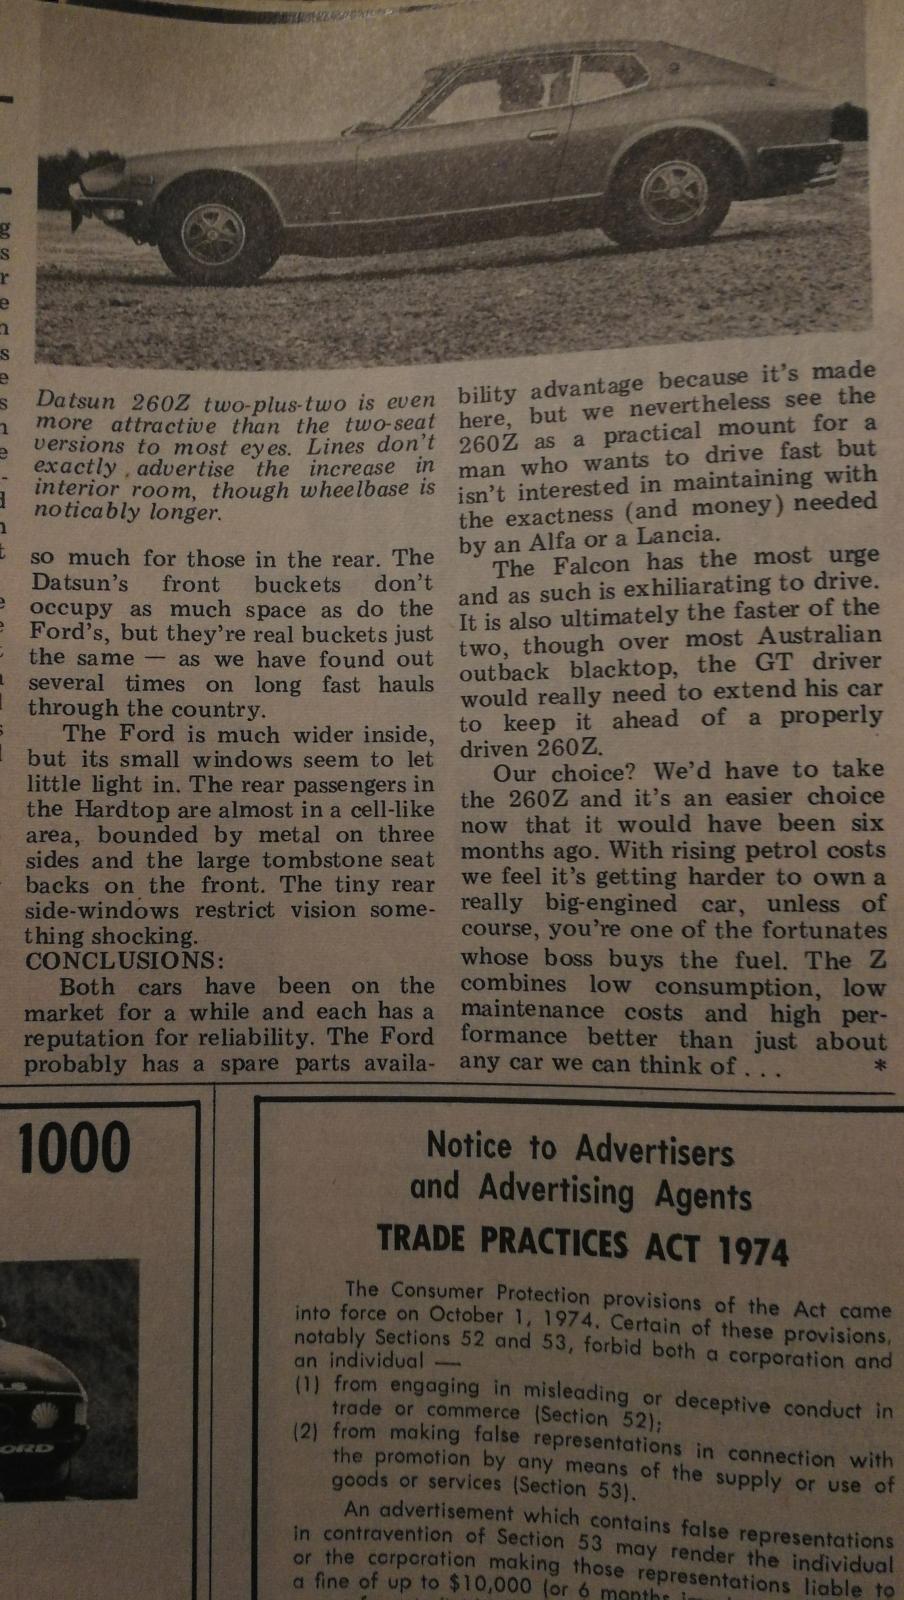 Datsun 260Z two-plus-two is even
more attractive than the two-seat
versions to most eyes. Lines don't
exactly advertise the increase in
interior room, though wheelbase is
noticably longer.
so much for those in the rear. The
Datsun's front buckets don't
occupy as much space as do the
Ford's, but they're real buckets just
the same — as we have found out
several times on long fast hauls
through the country.
The Ford is much wider inside,
but its small windows seem to let
little light in. The rear passengers in
the Hardtop are almost in a cell-like
area, bounded by metal on three
sides and the large tombstone seat
backs on the front. The tiny rear
side-windows restrict vision some-
thing shocking.
CONCLUSIONS:
Both cars have been on the
market for a while and each has a
reputation for reliability. The Ford
probably has a spare parts availa-
bility advantage because it's made
here, but we nevertheless see the
260Z as a practical mount for a
man who wants to drive fast but
isn't interested in maintaining with
the exactness (and money) needed
by an Alfa or a Lancia.
The Falcon has the most urge
and as such is exhiliarating to drive.
It is also ultimately the faster of the
two, though over most Australian
outback blacktop, the GT driver
would really need to extend his car
to keep it ahead of a properly
driven 260Z.
Our choice? We'd have to take
the 260Z and it's an easier choice
now that it would have been six
months ago. With rising petrol costs
we feel it's getting harder to own a
really big-engined car, unless of
course, you're one of the fortunates
whose boss buys the fuel. The Z
combines low consumption, low
maintenance costs and high per-
formance better than just about
any car we can think of . . . *
1000
ORD
Notice to Advertisers
and Advertising Agents
TRADE PRACTICES ACT 1974
The Consumer Protection provisions of the Act came
into force on October 1, 1974. Certain of these provisions,
notably Sections 52 and 53, forbid both a corporation and
an individual —
(1) from engaging in misleading or deceptive conduct in
trade or commerce (Section 52);
(2) from making false representations in connection with
the promotion by any means of the supply or use of
goods or services (Section 53).
An advertisement which contains false representations
in contravention of Section 53 may render the individual
or the corporation making those representations liable to
a fine of up to $10,000 (or 6 months